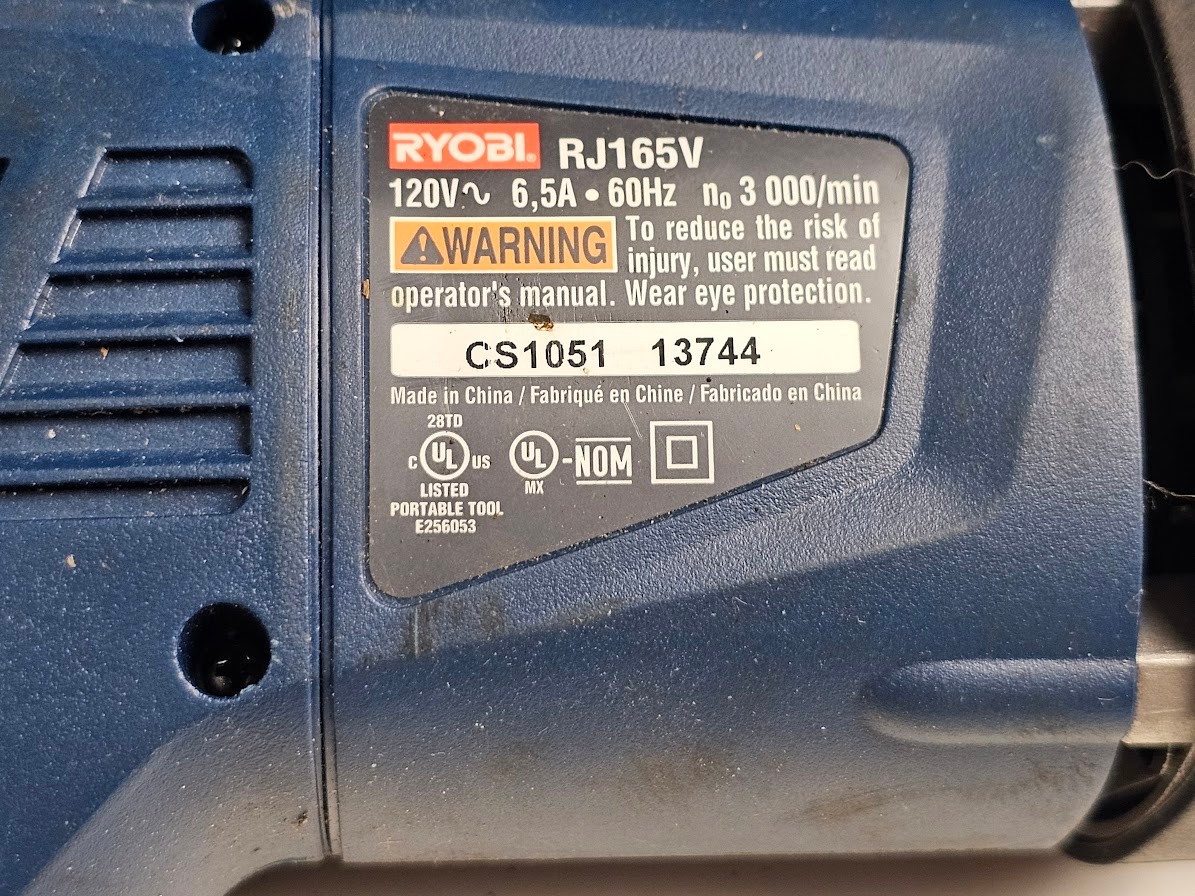 RYOBI. RJ165V
120V~ 6,5A • 60Hz n₀ 3 000/min
WARNING To reduce the risk of
injury, user must read
operator's manual. Wear eye protection.
CS1051 13744
Made in China / Fabriqué en Chine / Fabricado en China
28TD
C UL US UL - NOM
MX
LISTED
PORTABLE TOOL
E256053